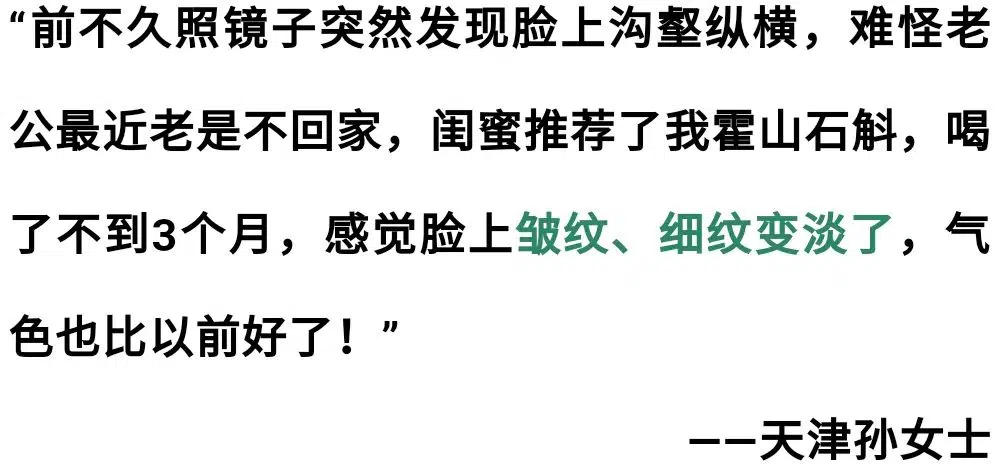 “前不久照镜子突然发现脸上沟壑纵横，难怪老
公最近老是不回家，闺蜜推荐了我霍山石斛，喝
了不到3个月，感觉脸上皱纹、细纹变淡了，气
色也比以前好了！”
——天津孙女士